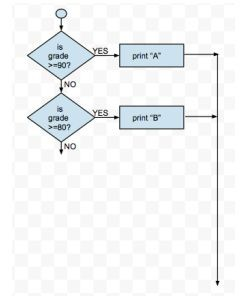 is
grade
>=90?
YES
print "A"
NO
is
grade
>=80?
YES
print "B"
NO